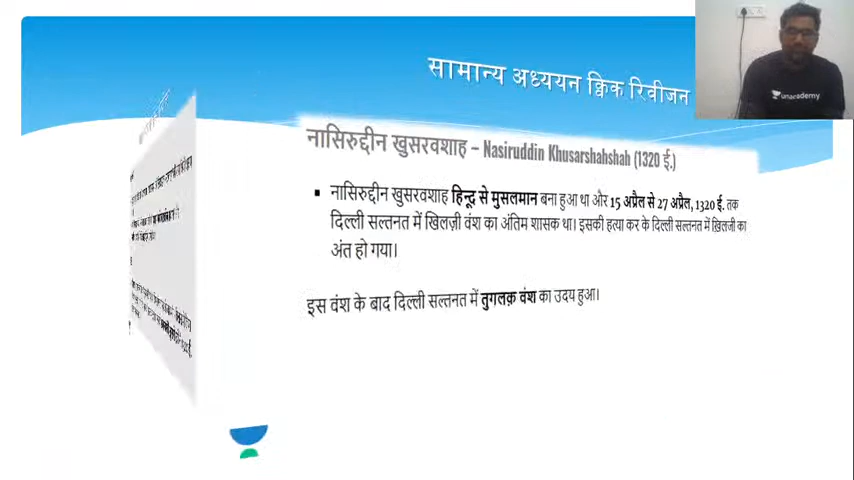 सामान्य अध्ययन क्विक रिवीजन
unacademy
नासिरुद्दीन खुसरवशाह – Nasiruddin Khusarshahshah (1320 ई.)
▪ नासिरुद्दीन खुसरवशाह हिन्दू से मुसलमान बना हुआ था और 15 अप्रैल से 27 अप्रैल, 1320 ई. तक
दिल्ली सल्तनत में खिलज़ी वंश का अंतिम शासक था। इसकी हत्या कर के दिल्ली सल्तनत में ख़िलजी का
अंत हो गया।
इस वंश के बाद दिल्ली सल्तनत में तुगलक़ वंश का उदय हुआ।